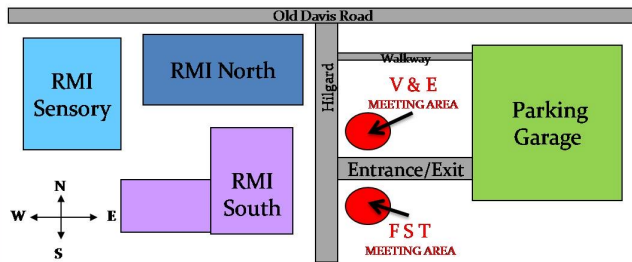 Old Davis Road
RMI
Sensory
RMI North
Hilgard
Walkway
V & E
MEETING AREA
Parking
Garage
Entrance/Exit
RMI
South
N
W
E
S
F S T
MEETING AREA